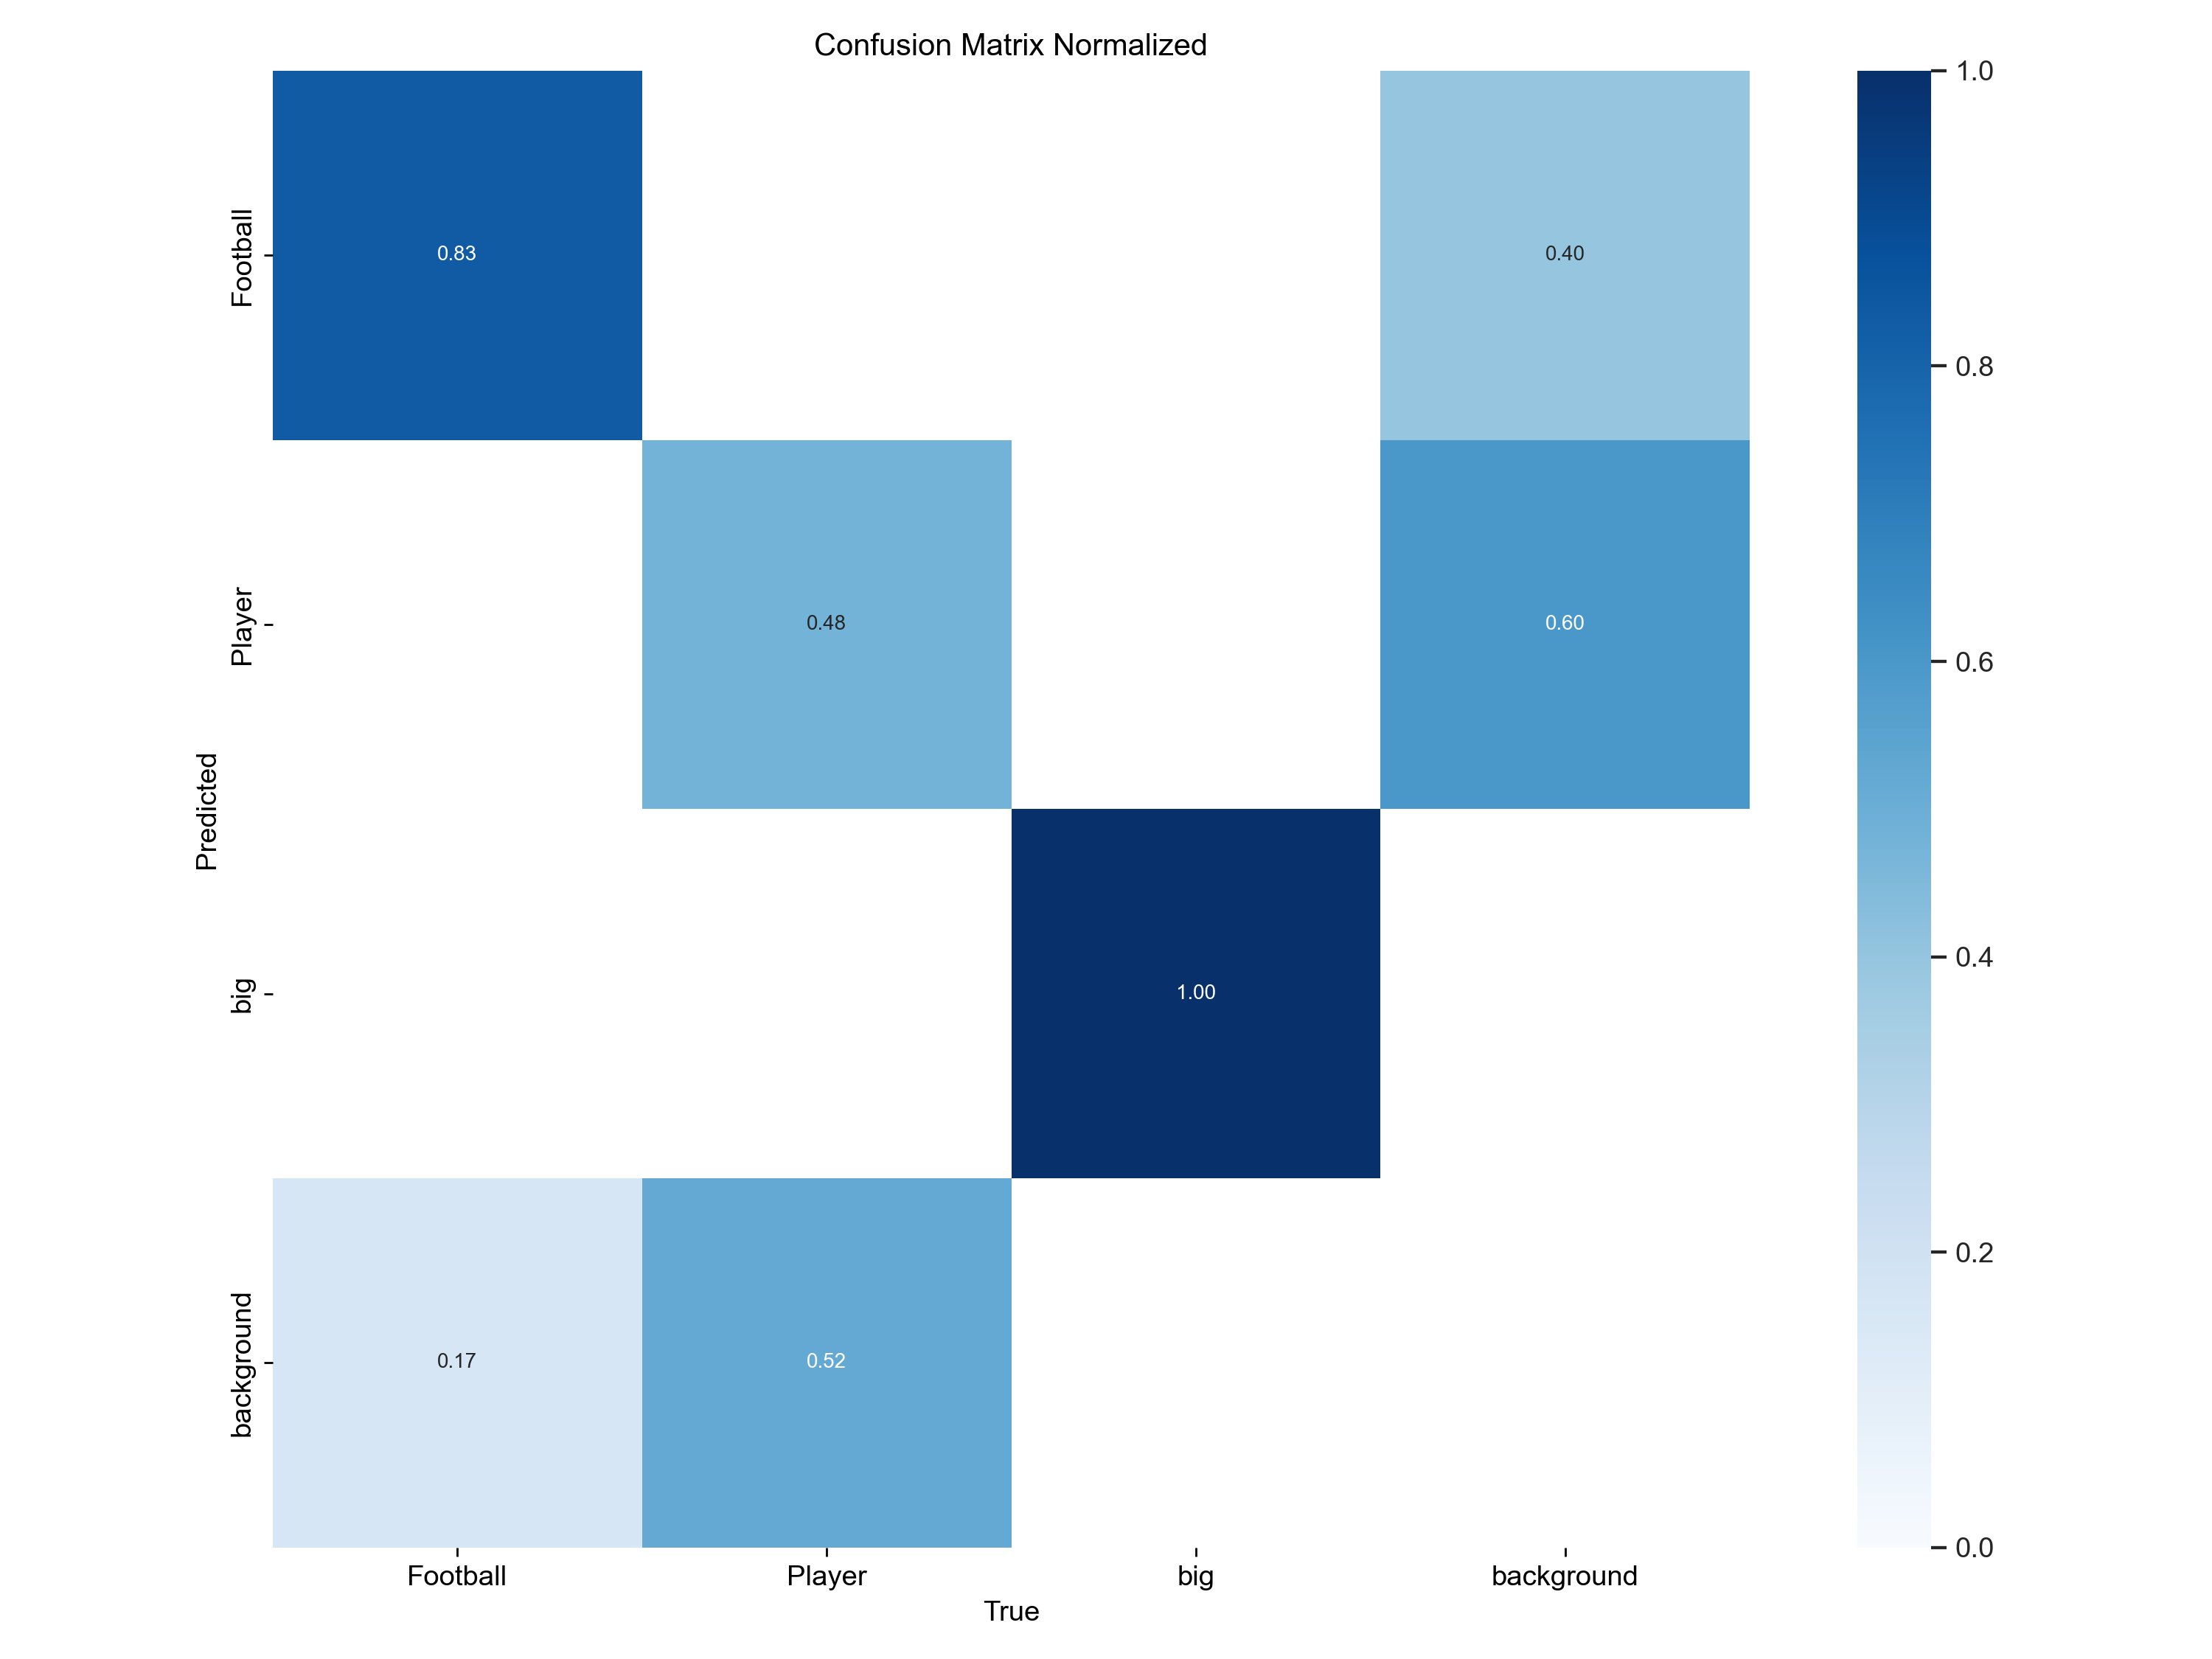 Confusion Matrix Normalized
1.0
Football
0.83
0.40
0.8
Player
0.48
0.60
0.6
Predicted
big
1.00
0.4
background
0.17
0.52
0.2
0.0
Football Player big background
True